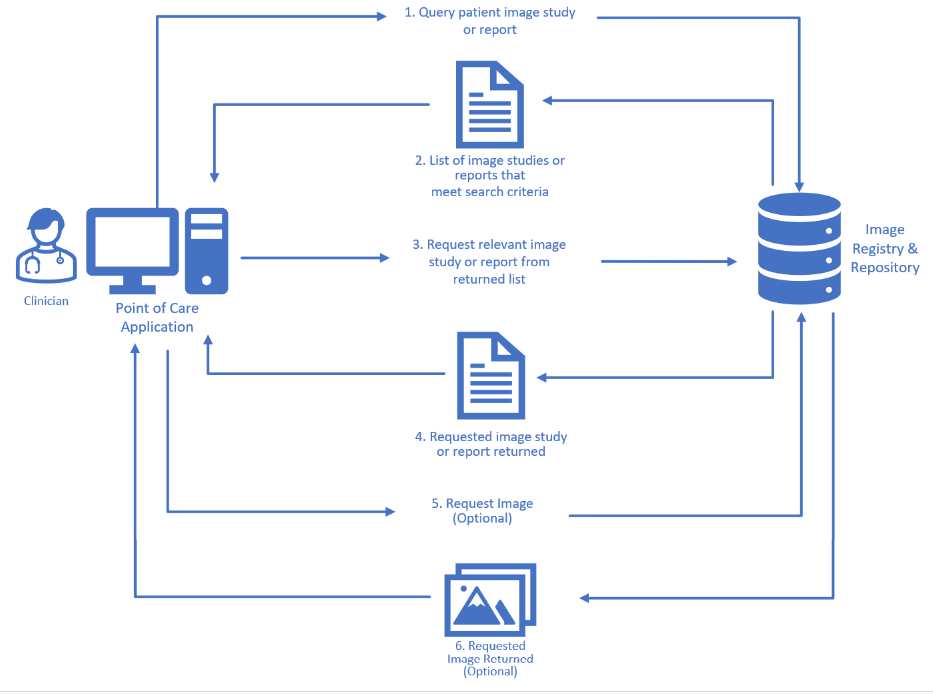 1. Query patient image study
or report
2. List of image studies or
reports that
meet search criteria
Clinician
Point of Care
Application
3. Request relevant image
study or report from
returned list
Image
Registry &
Repository
4. Requested image study
or report returned
5. Request Image
(Optional)
6. Requested
Image Returned
(Optional)